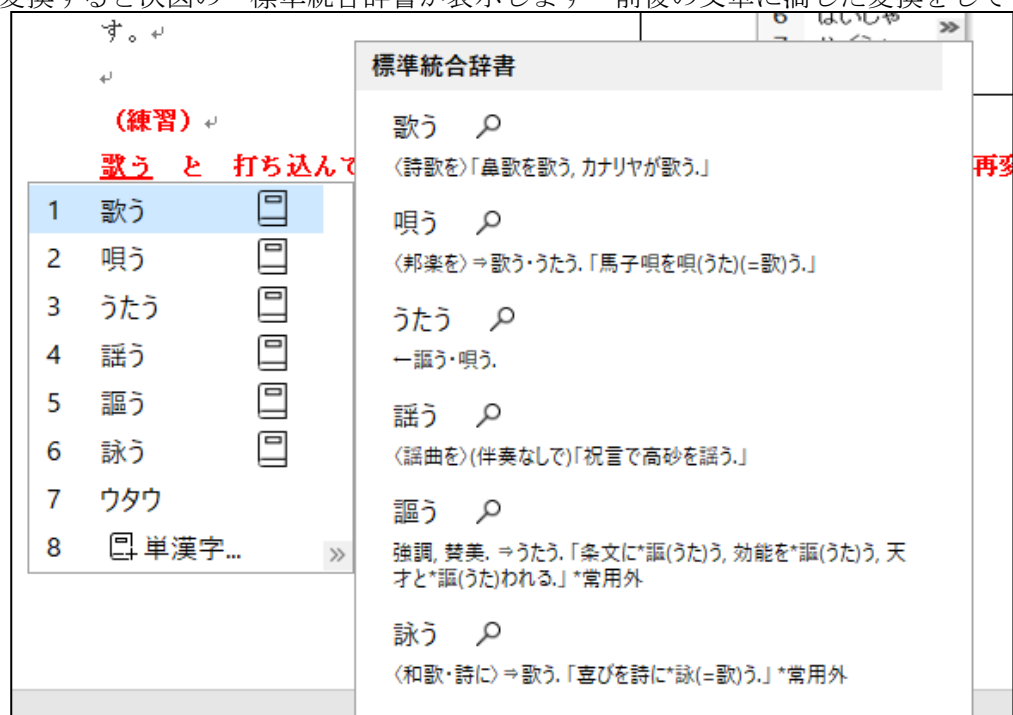 変換すると次図の 標準統合辞書が表示します 前後の文章に適した変換をして
す。↵
↵
（練習）↵
歌う と 打ち込んで
再変
6 はいしゃ
»
1 歌う
2 唄う
3 うたう
4 謡う
5 謳う
6 詠う
7 ウタウ
8 単漢字... »
標準統合辞書
歌う
〈詩歌を〉「鼻歌を歌う, カナリヤが歌う.」
唄う
〈邦楽を〉⇒歌う・うたう.「馬子唄を唄(うた)(=歌)う.」
うたう
←謳う・唄う.
謡う
〈謡曲を〉(伴奏なしで)「祝言で高砂を謡う.」
謳う
強調, 賛美. ⇒うたう.「条文に*謳(うた)う, 効能を*謳(うた)う, 天
才と*謳(うた)われる.」*常用外
詠う
〈和歌・詩に〉⇒歌う.「喜びを詩に*詠(=歌)う.」*常用外